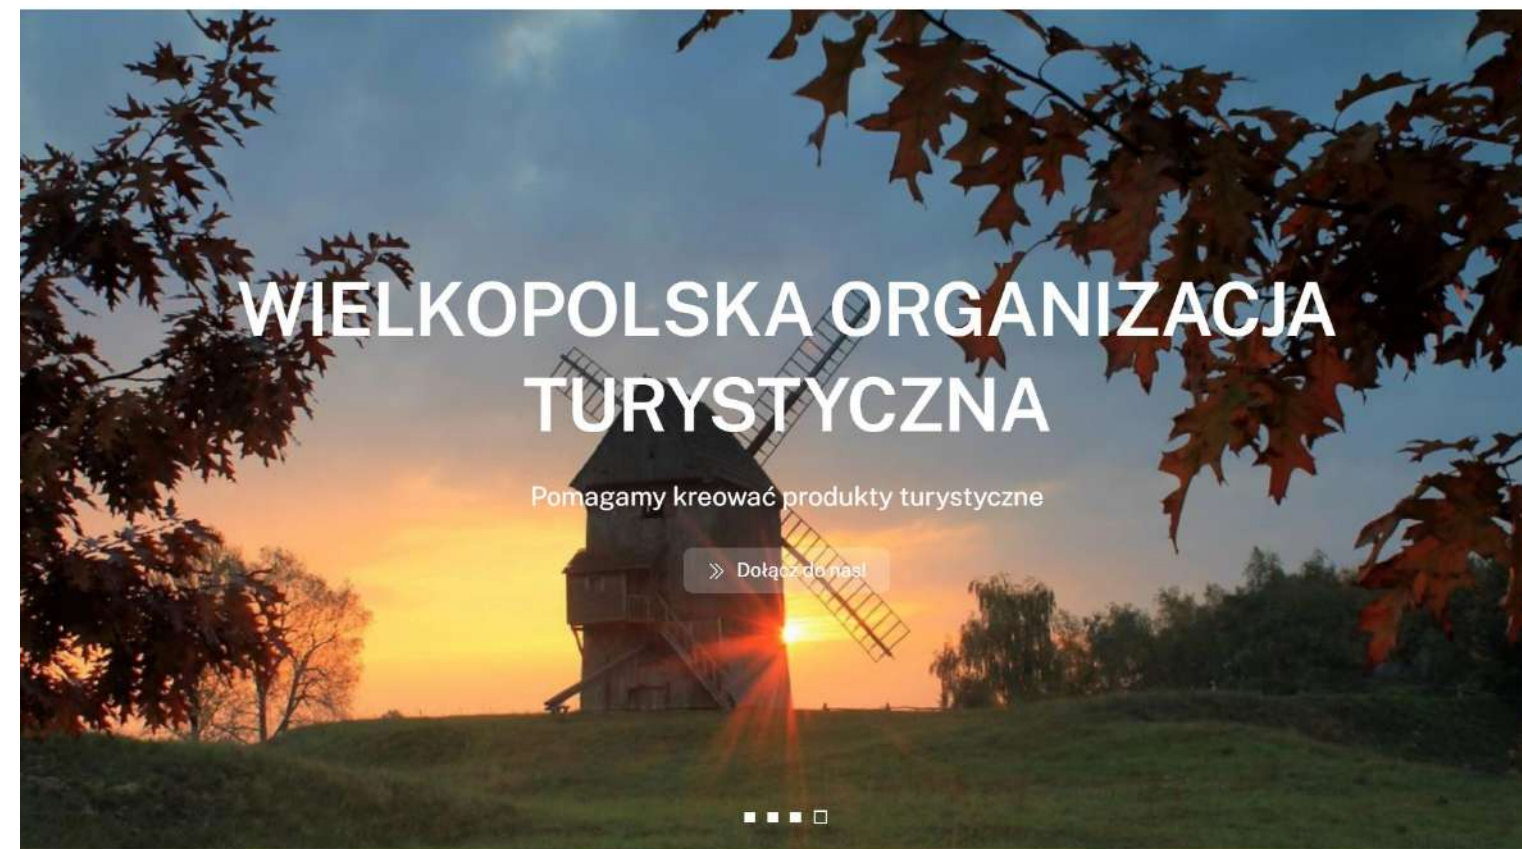 WIELKOPOLSKA ORGANIZACJA
TURYSTYCZNA
Pomagamy kreować produkty turystyczne
Dołącz do nas!